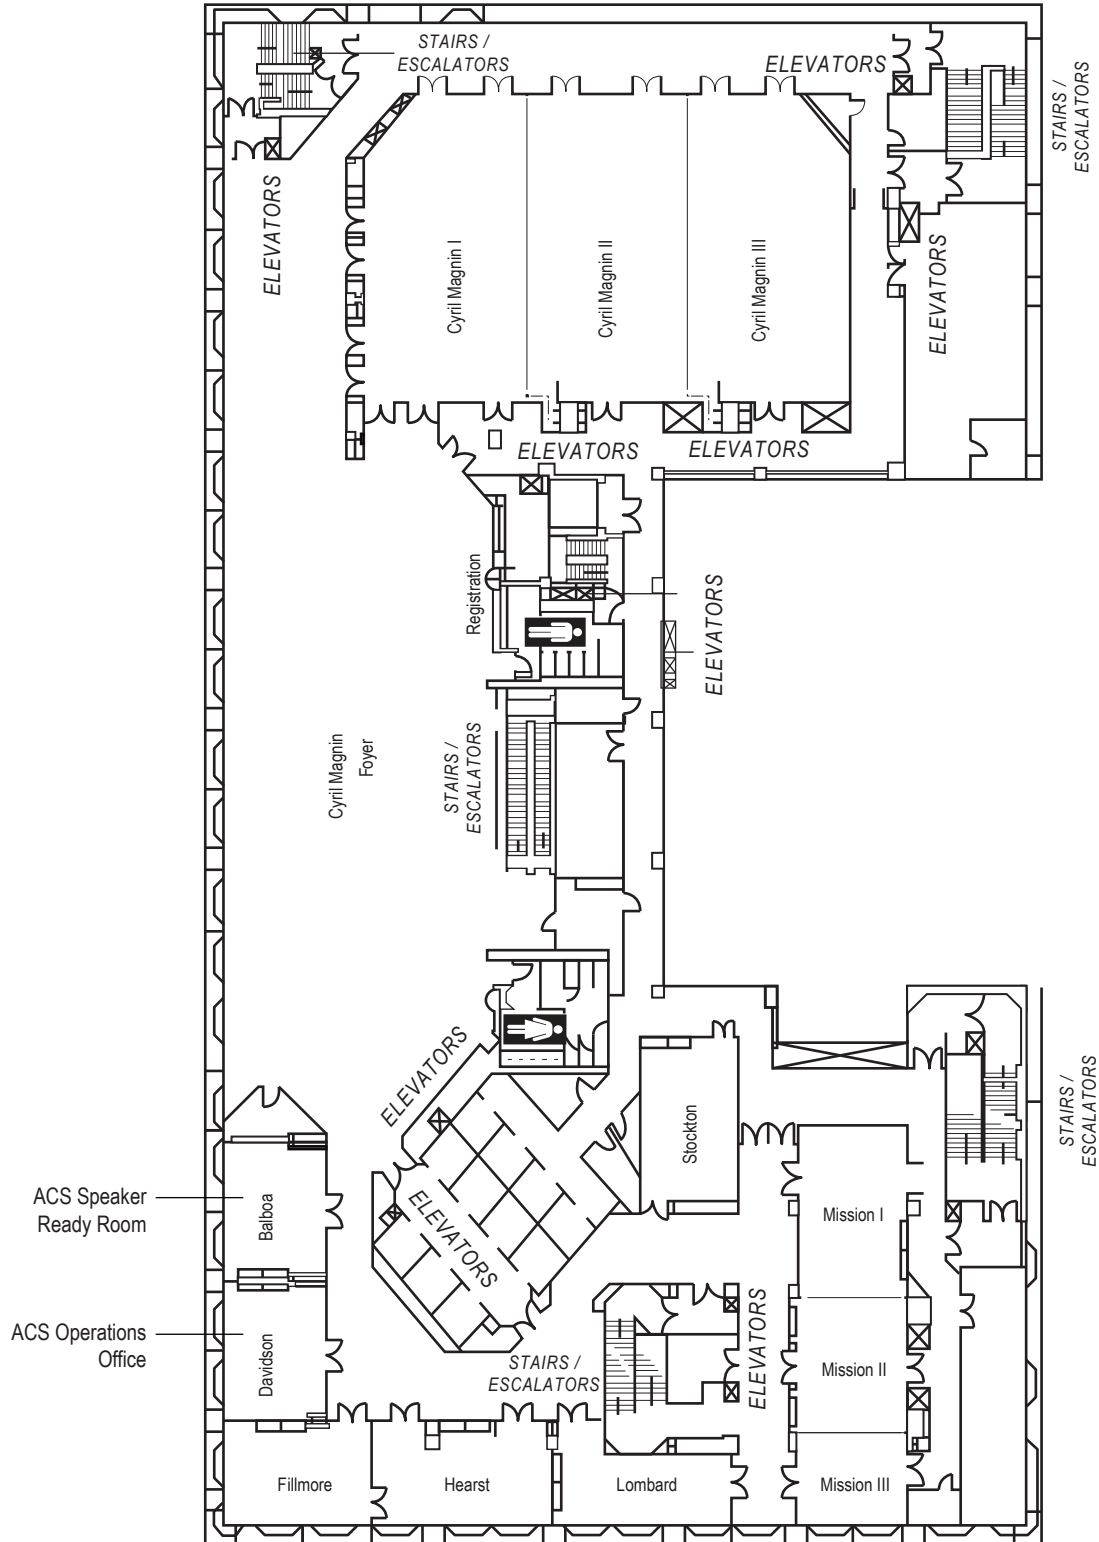 STAIRS /
ESCALATORS
ELEVATORS
STAIRS /
ESCALATORS
ELEVATORS
Cyril Magnin I
Cyril Magnin II
Cyril Magnin III
ELEVATORS
ELEVATORS
ELEVATORS
Registration
ELEVATORS
Cyril Magnin
Foyer
STAIRS /
ESCALATORS
ELEVATORS
STAIRS /
ESCALATORS
Stockton
ACS Speaker
Ready Room
Balboa
ELEVATORS
Mission I
ACS Operations
Office
Davidson
STAIRS /
ESCALATORS
ELEVATORS
Mission II
Fillmore
Hearst
Lombard
Mission III